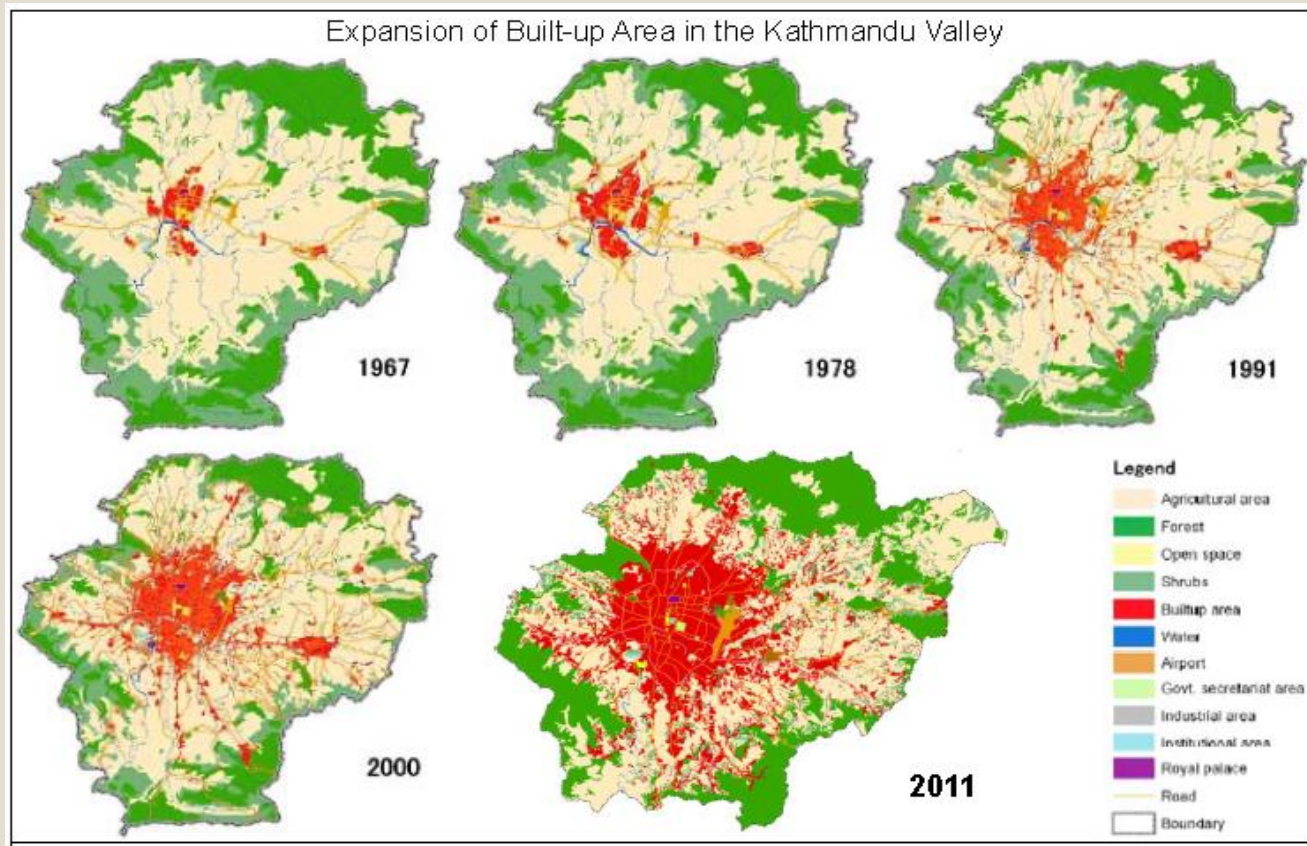 Expansion of Built-up Area in the Kathmandu Valley
1967
1978
1991
2000
2011
Legend
Agricultural area
Forest
Open space
Shrubs
Builtup area
Water
Airport
Govt. secretariat area
Industrial area
Institutional area
Royal palace
Road
Boundary